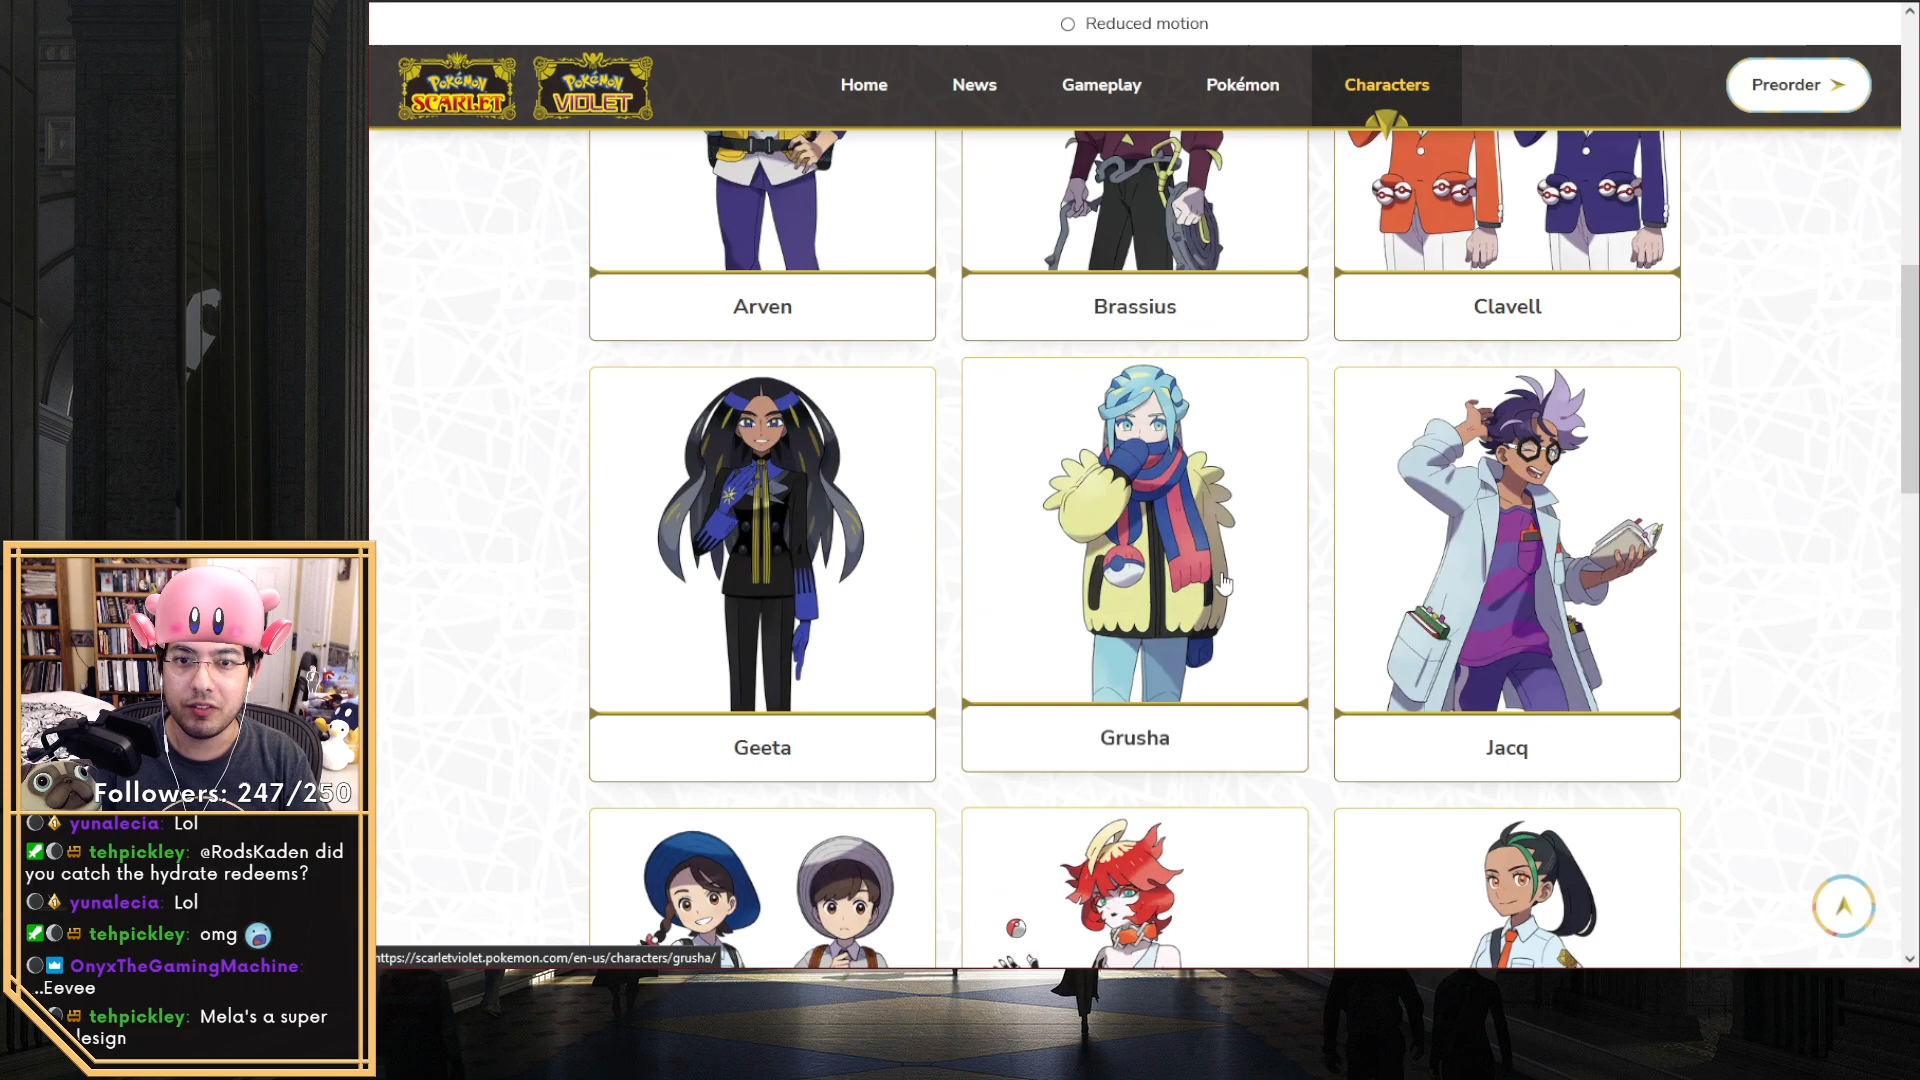 Reduced motion
POKéMON SCARLET
POKéMON VIOLET
Home
News
Gameplay
Pokémon
Characters
Preorder
Arven
Brassius
Clavell
Geeta
Grusha
Jacq
https://scarletviolet.pokemon.com/en-us/characters/grusha/
Followers: 247/250
yunalecia: Lol
tehpickley: @RodsKaden did
you catch the hydrate redeems?
yunalecia: Lol
tehpickley: omg
OnyxTheGamingMachine:
..Eevee
tehpickley: Mela's a super
esign